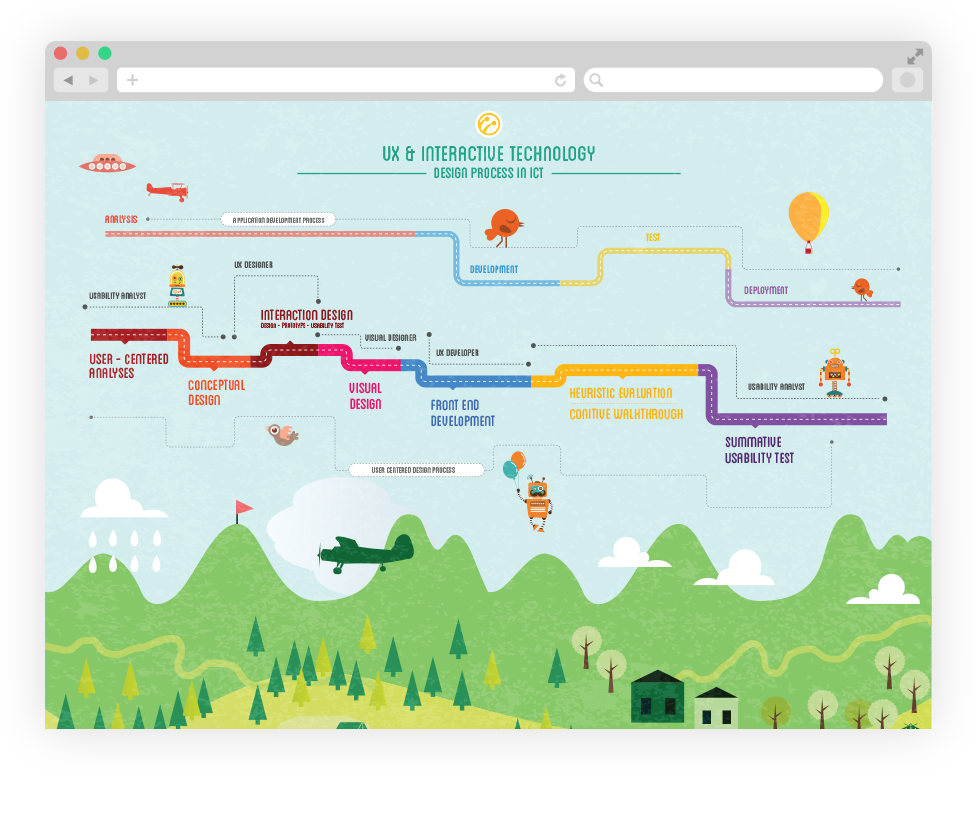 UX & INTERACTIVE TECHNOLOGY
DESIGN PROCESS IN ICT
ANALYSIS
APPLICATION DEVELOPMENT PROCESS
TEST
DEVELOPMENT
DEPLOYMENT
UX DESIGNER
USABILITY ANALYST
INTERACTION DESIGN
DESIGN - PROTOTYPE - USABILITY TEST
VISUAL DESIGNER
UX DEVELOPER
USER - CENTERED
ANALYSES
CONCEPTUAL
DESIGN
VISUAL
DESIGN
FRONT END
DEVELOPMENT
HEURISTIC EVALUATION
CONITIVE WALKTHROUGH
USABILITY ANALYST
SUMMATIVE
USABILITY TEST
USER CENTERED DESIGN PROCESS